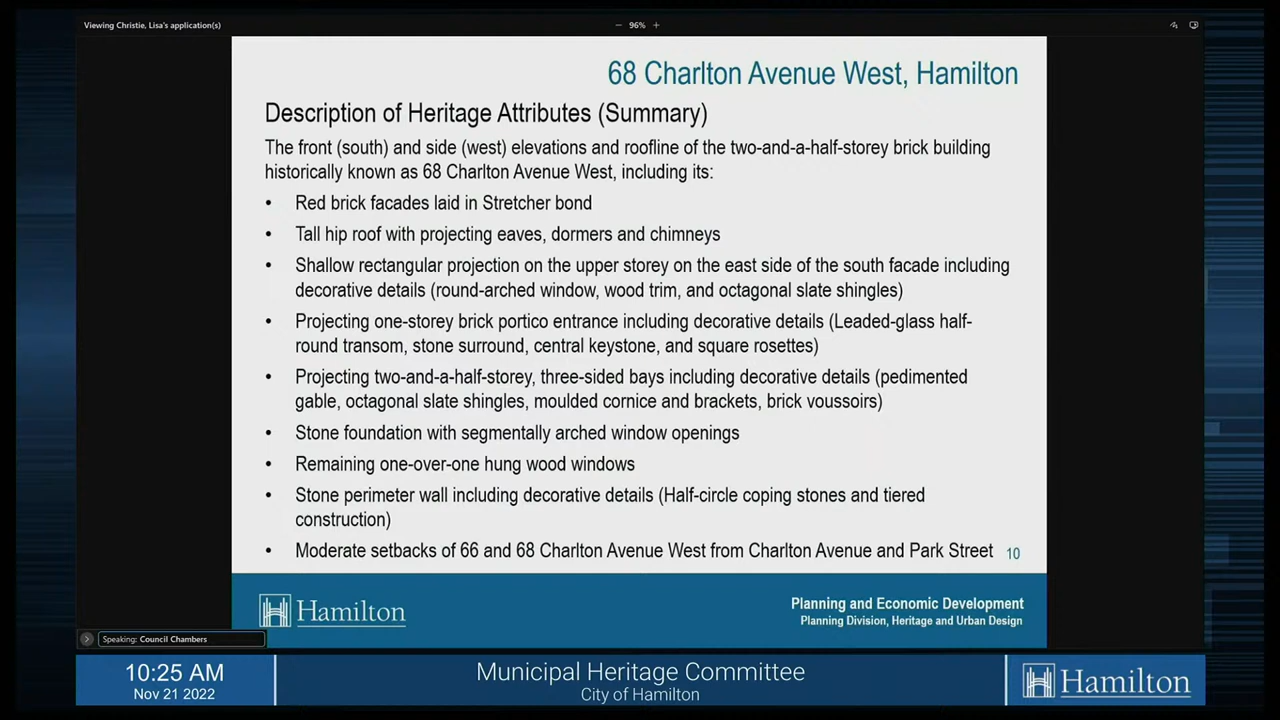 Viewing Christie, Lisa's application(s)
− 96% +
68 Charlton Avenue West, Hamilton
Description of Heritage Attributes (Summary)
The front (south) and side (west) elevations and roofline of the two-and-a-half-storey brick building
historically known as 68 Charlton Avenue West, including its:
• Red brick facades laid in Stretcher bond
• Tall hip roof with projecting eaves, dormers and chimneys
• Shallow rectangular projection on the upper storey on the east side of the south facade including
decorative details (round-arched window, wood trim, and octagonal slate shingles)
• Projecting one-storey brick portico entrance including decorative details (Leaded-glass half-
round transom, stone surround, central keystone, and square rosettes)
• Projecting two-and-a-half-storey, three-sided bays including decorative details (pedimented
gable, octagonal slate shingles, moulded cornice and brackets, brick voussoirs)
• Stone foundation with segmentally arched window openings
• Remaining one-over-one hung wood windows
• Stone perimeter wall including decorative details (Half-circle coping stones and tiered
construction)
• Moderate setbacks of 66 and 68 Charlton Avenue West from Charlton Avenue and Park Street
10
Hamilton
Planning and Economic Development
Planning Division, Heritage and Urban Design
Speaking: Council Chambers
10:25 AM
Nov 21 2022
Municipal Heritage Committee
City of Hamilton
Hamilton